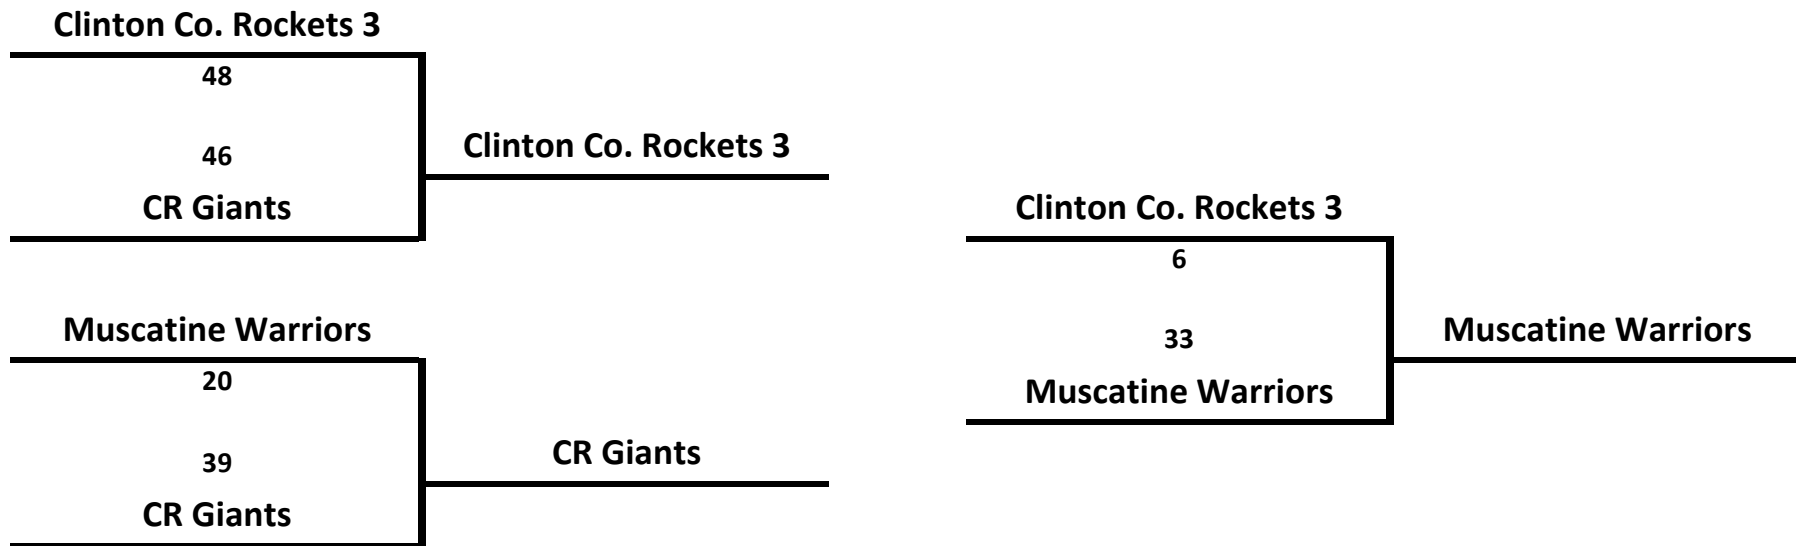 Clinton Co. Rockets 3
48
46
CR Giants
Clinton Co. Rockets 3
Muscatine Warriors
20
39
CR Giants
CR Giants
Clinton Co. Rockets 3
6
33
Muscatine Warriors
Muscatine Warriors